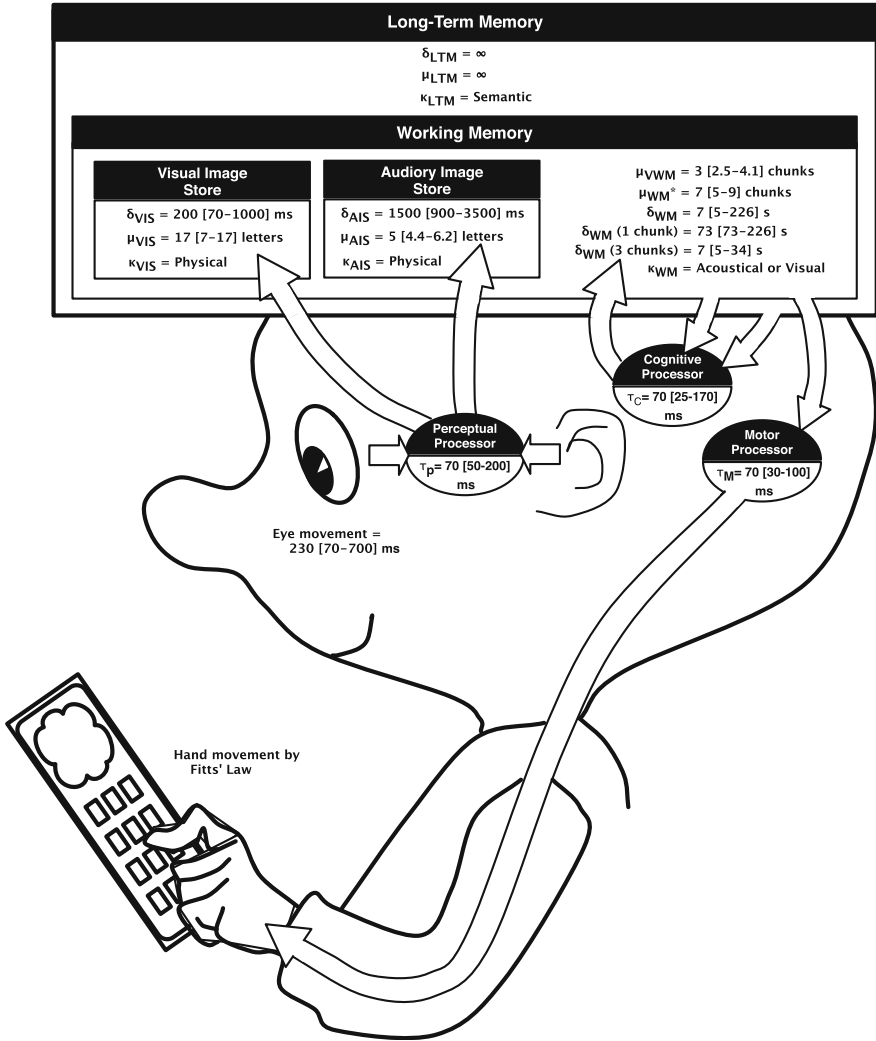 Long-Term Memory
δLTM = ∞
μLTM = ∞
κLTM = Semantic
Working Memory
Visual Image
Store
δVIS = 200 [70–1000] ms
μVIS = 17 [7–17] letters
κVIS = Physical
Audiory Image
Store
δAIS = 1500 [900–3500] ms
μAIS = 5 [4.4–6.2] letters
κAIS = Physical
μVWM = 3 [2.5–4.1] chunks
μWM* = 7 [5–9] chunks
δWM = 7 [5–226] s
δWM (1 chunk) = 73 [73–226] s
δWM (3 chunks) = 7 [5–34] s
κWM = Acoustical or Visual
Cognitive
Processor
τC= 70 [25-170]
ms
Perceptual
Processor
τp= 70 [50-200]
ms
Motor
Processor
τM= 70 [30-100]
ms
Eye movement =
230 [70–700] ms
Hand movement by
Fitts' Law